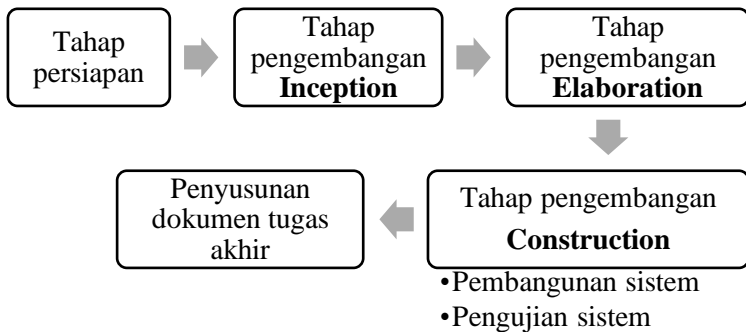 Tahap
persiapan
Tahap
pengembangan
Inception
Tahap
pengembangan
Elaboration
Tahap pengembangan
Construction
•Pembangunan sistem
•Pengujian sistem
Penyusunan
dokumen tugas
akhir